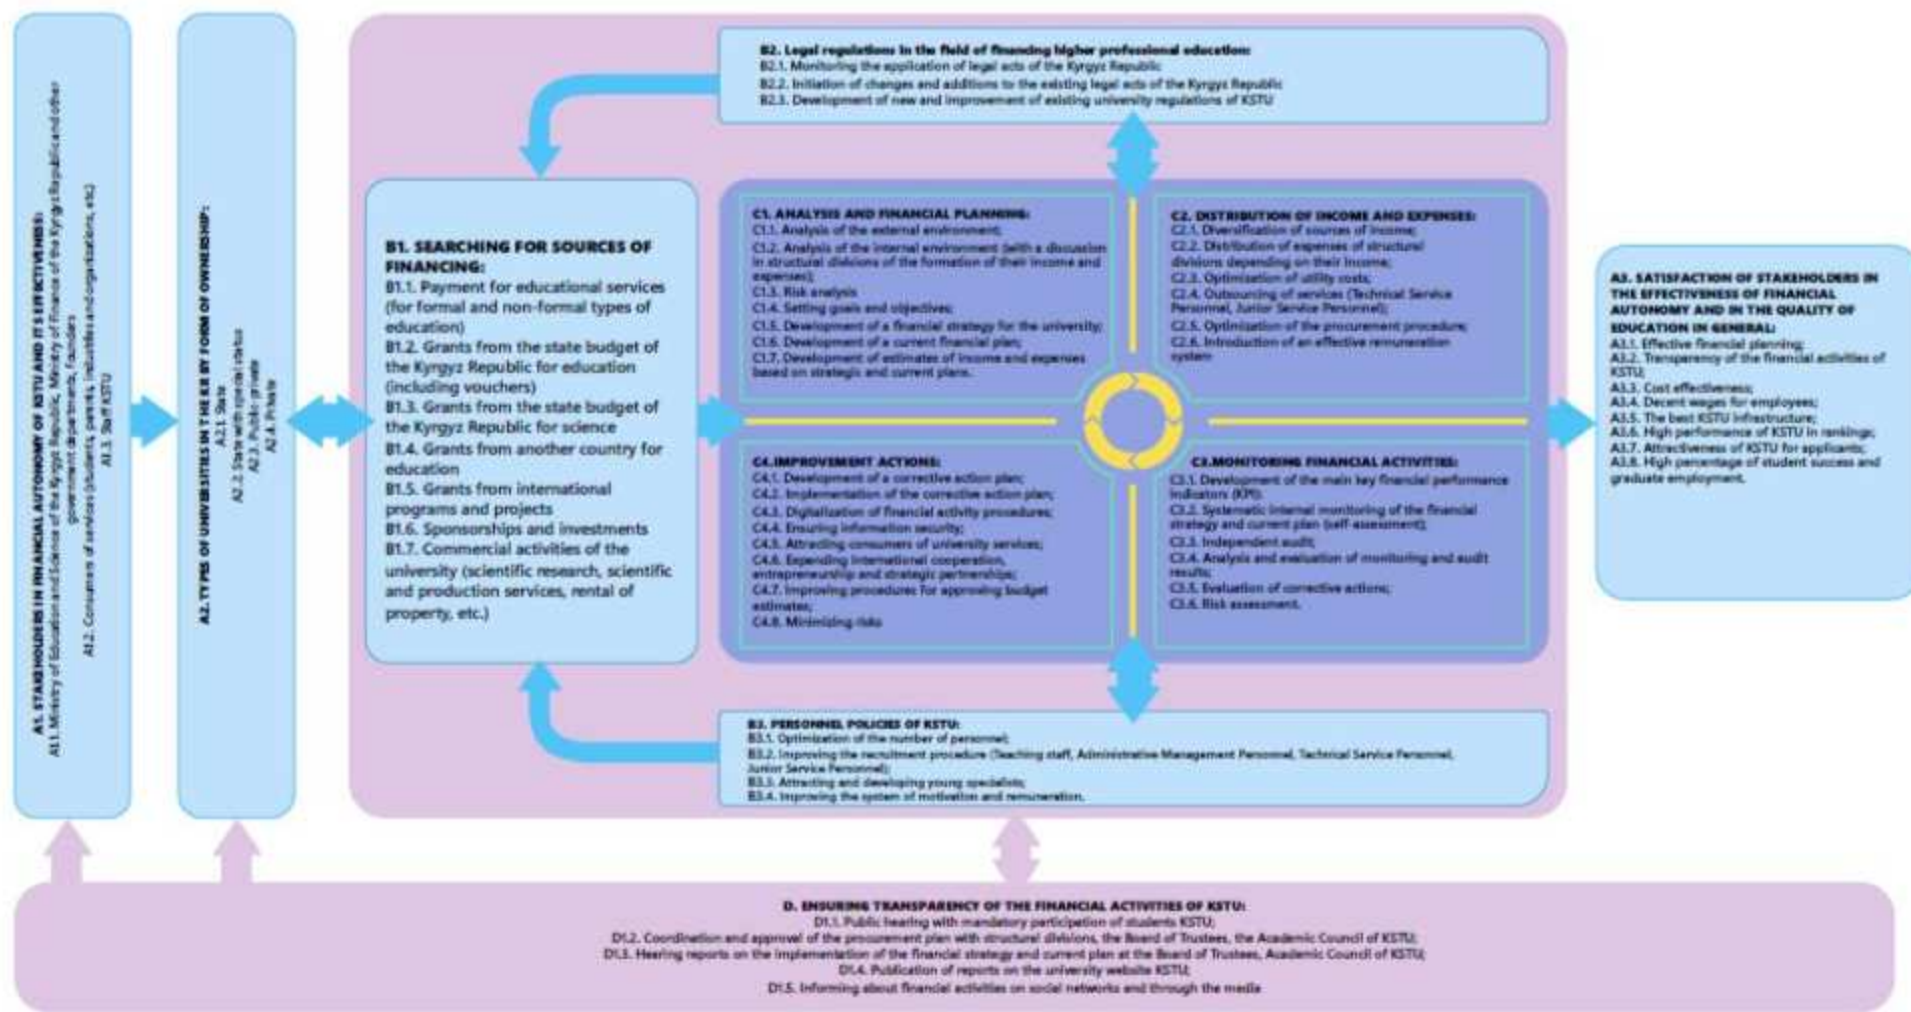 A1. STAKEHOLDERS IN FINANCIAL AUTONOMY OF KSTU AND ITS EFFECTIVENESS:
A1.1. Ministry of Education and Science of the Kyrgyz Republic, Ministry of Finance of the Kyrgyz Republic and other
government departments, founders
A1.2. Consumers of services (students, parents, industries and organizations, etc.)
A1.3. Staff KSTU
A2. TYPES OF UNIVERSITIES IN THE KR BY FORM OF OWNERSHIP:
A2.1. State
A2.2. State with special status
A2.3. Public-private
A2.4. Private
B2. Legal regulations in the field of financing higher professional education:
B2.1. Monitoring the application of legal acts of the Kyrgyz Republic
B2.2. Initiation of changes and additions to the existing legal acts of the Kyrgyz Republic
B2.3. Development of new and improvement of existing university regulations of KSTU
B1. SEARCHING FOR SOURCES OF
FINANCING:
B1.1. Payment for educational services
(for formal and non-formal types of
education)
B1.2. Grants from the state budget of
the Kyrgyz Republic for education
(including vouchers)
B1.3. Grants from the state budget of
the Kyrgyz Republic for science
B1.4. Grants from another country for
education
B1.5. Grants from international
programs and projects
B1.6. Sponsorships and investments
B1.7. Commercial activities of the
university (scientific research, scientific
and production services, rental of
property, etc.)
C1. ANALYSIS AND FINANCIAL PLANNING:
C1.1. Analysis of the external environment;
C1.2. Analysis of the internal environment (with a discussion
in structural divisions of the formation of their income and
expenses);
C1.3. Risk analysis
C1.4. Setting goals and objectives;
C1.5. Development of a financial strategy for the university;
C1.6. Development of a current financial plan;
C1.7. Development of estimates of income and expenses
based on strategic and current plans.
C2. DISTRIBUTION OF INCOME AND EXPENSES:
C2.1. Diversification of sources of income;
C2.2. Distribution of expenses of structural
divisions depending on their income;
C2.3. Optimization of utility costs;
C2.4. Outsourcing of services (Technical Service
Personnel, Junior Service Personnel);
C2.5. Optimization of the procurement procedure;
C2.6. Introduction of an effective remuneration
system
C4.IMPROVEMENT ACTIONS:
C4.1. Development of a corrective action plan;
C4.2. Implementation of the corrective action plan;
C4.3. Digitalization of financial activity procedures;
C4.4. Ensuring information security;
C4.5. Attracting consumers of university services;
C4.6. Expending international cooperation,
entrepreneurship and strategic partnerships;
C4.7. Improving procedures for approving budget
estimates;
C4.8. Minimizing risks
C3.MONITORING FINANCIAL ACTIVITIES:
C3.1. Development of the main key financial performance
indicators (KPI).
C3.2. Systematic internal monitoring of the financial
strategy and current plan (self-assessment);
C3.3. Independent audit;
C3.4. Analysis and evaluation of monitoring and audit
results;
C3.5. Evaluation of corrective actions;
C3.6. Risk assessment.
B3. PERSONNEL POLICIES OF KSTU:
B3.1. Optimization of the number of personnel;
B3.2. Improving the recruitment procedure (Teaching staff, Administrative Management Personnel, Technical Service Personnel,
Junior Service Personnel);
B3.3. Attracting and developing young specialists;
B3.4. Improving the system of motivation and remuneration.
A3. SATISFACTION OF STAKEHOLDERS IN
THE EFFECTIVENESS OF FINANCIAL
AUTONOMY AND IN THE QUALITY OF
EDUCATION IN GENERAL:
A3.1. Effective financial planning;
A3.2. Transparency of the financial activities of
KSTU;
A3.3. Cost effectiveness;
A3.4. Decent wages for employees;
A3.5. The best KSTU infrastructure;
A3.6. High performance of KSTU in rankings;
A3.7. Attractiveness of KSTU for applicants;
A3.8. High percentage of student success and
graduate employment.
D. ENSURING TRANSPARENCY OF THE FINANCIAL ACTIVITIES OF KSTU:
D1.1. Public hearing with mandatory participation of students KSTU;
D1.2. Coordination and approval of the procurement plan with structural divisions, the Board of Trustees, the Academic Council of KSTU;
D1.3. Hearing reports on the implementation of the financial strategy and current plan at the Board of Trustees, Academic Council of KSTU;
D1.4. Publication of reports on the university website KSTU;
D1.5. Informing about financial activities on social networks and through the media